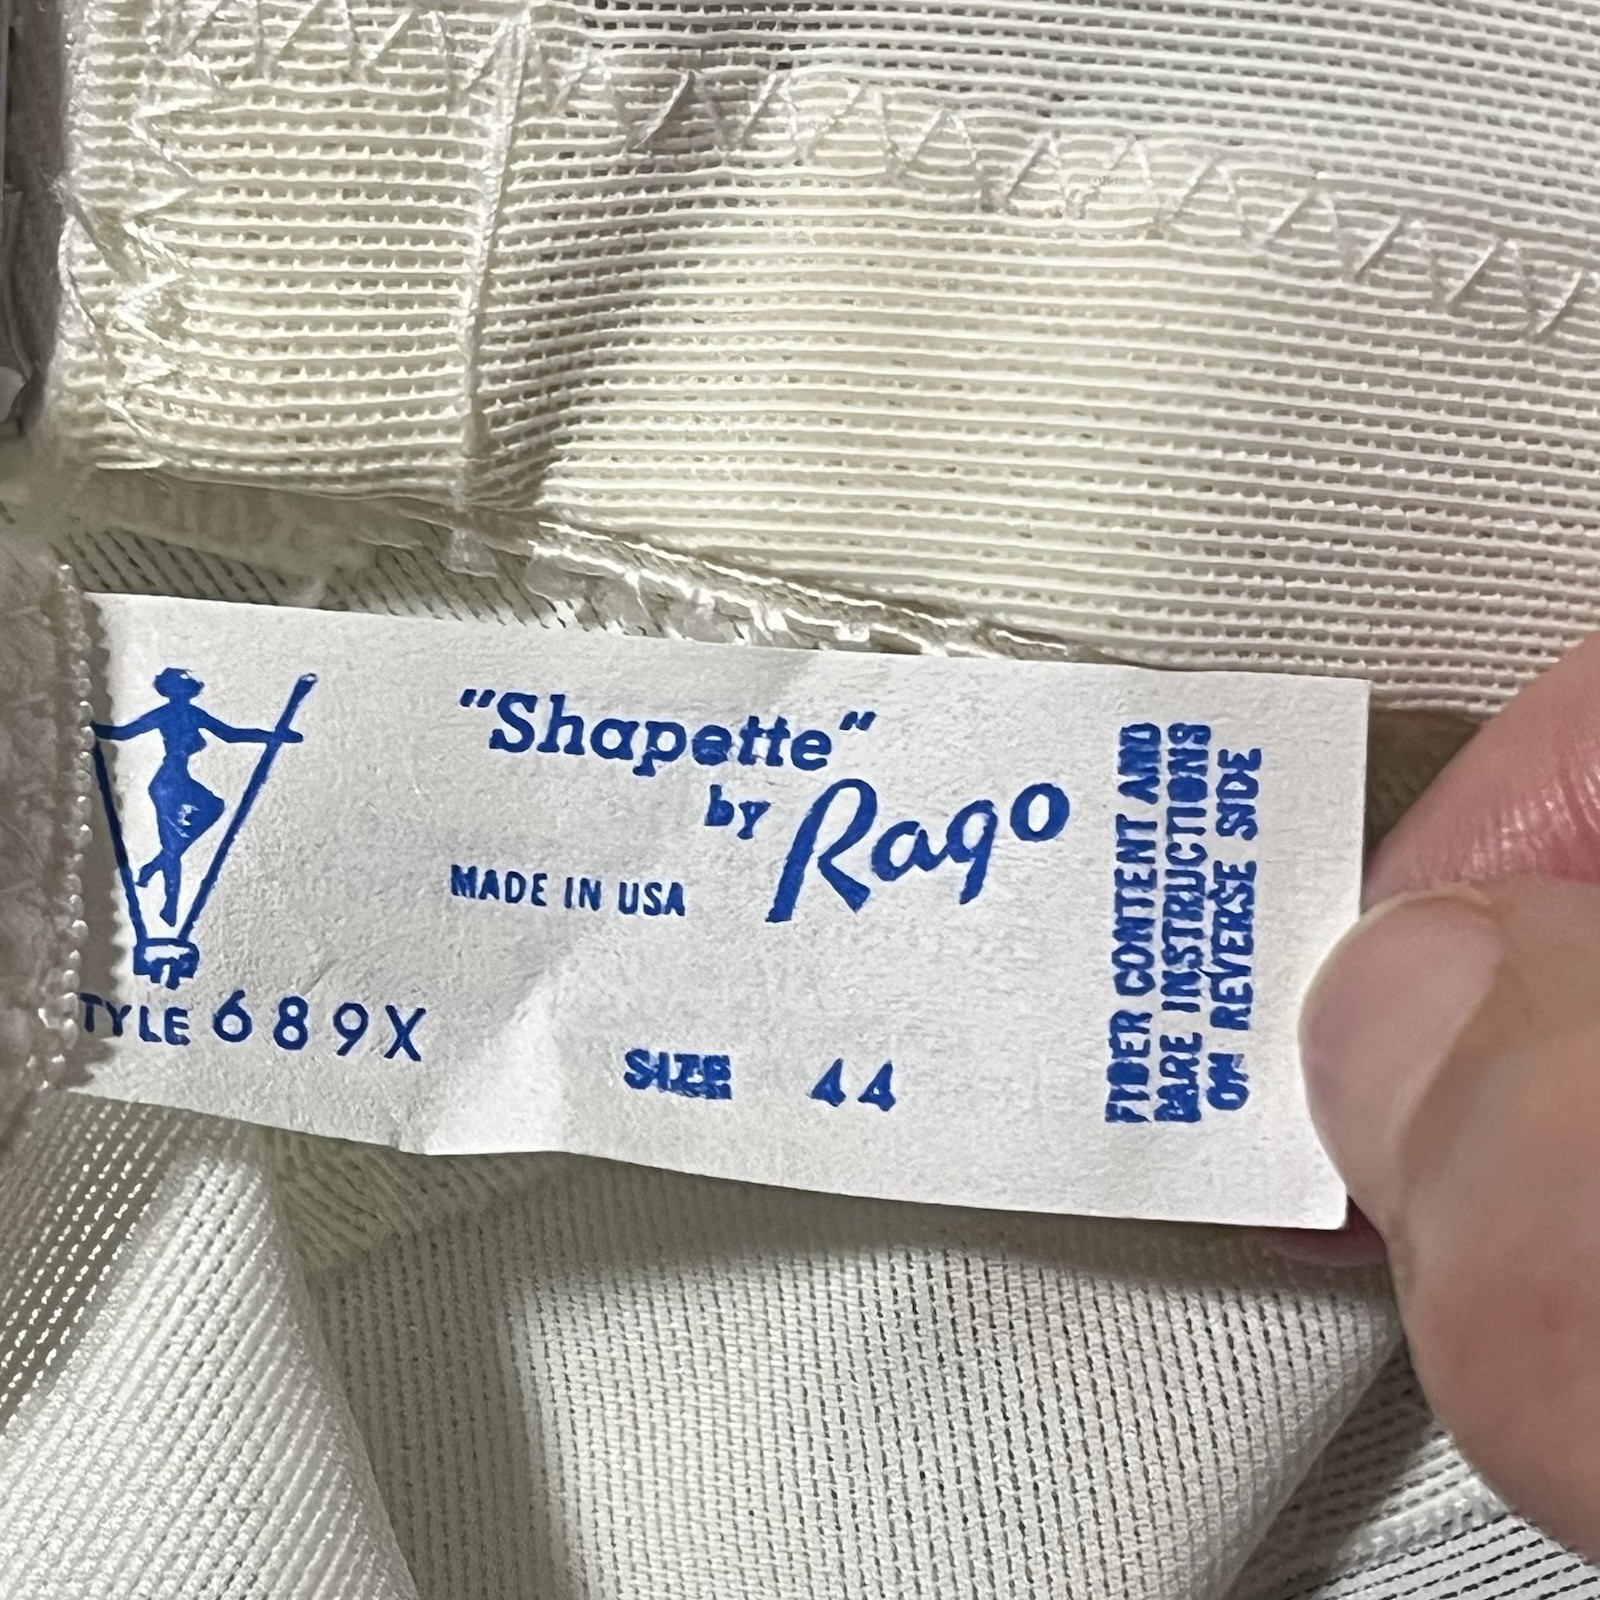 "Shapette"
by Rago
MADE IN USA
TYLE 689X
SIZE 44
FIBER CONTENT AND
CARE INSTRUCTIONS
ON REVERSE SIDE